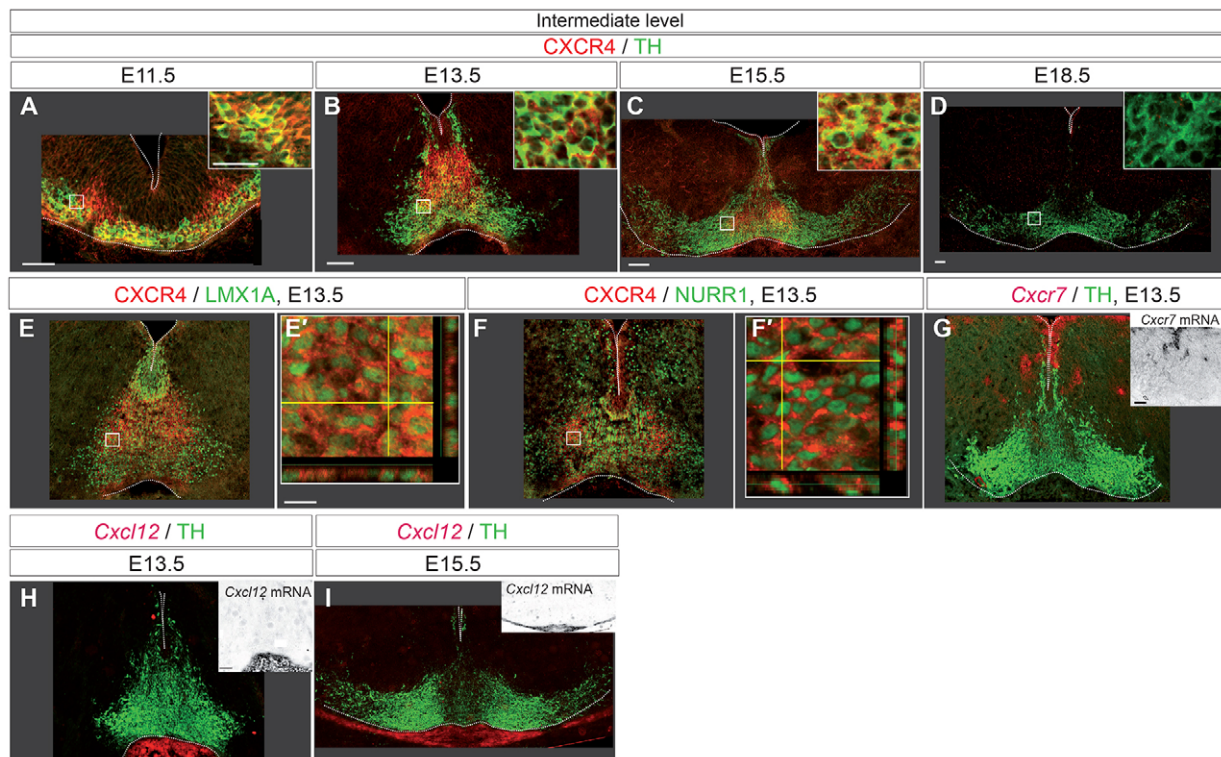 Intermediate level
CXCR4 / TH
E11.5 E13.5 E15.5 E18.5
A B C D
CXCR4 / LMX1A, E13.5 CXCR4 / NURR1, E13.5 Cxcr7 / TH, E13.5
E E′ F F′ G Cxcr7 mRNA
Cxcl12 / TH Cxcl12 / TH
E13.5 E15.5
H Cxcl12 mRNA I Cxcl12 mRNA